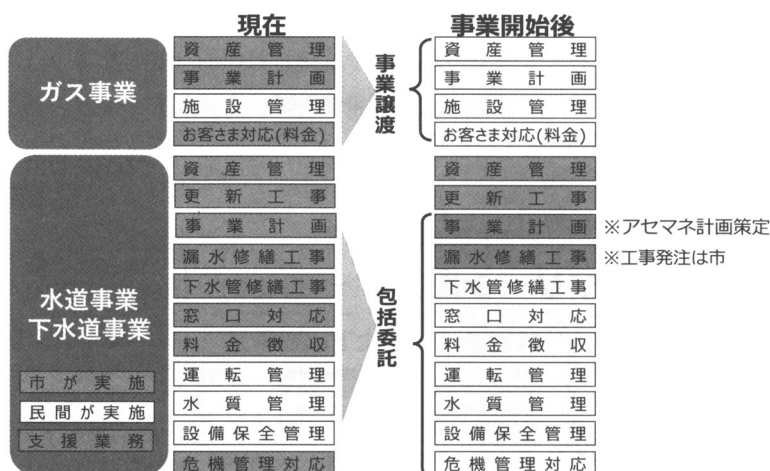 現在
事業開始後
ガス事業
資産管理
事業計画
施設管理
お客さま対応(料金)
事業譲渡
資産管理
事業計画
施設管理
お客さま対応(料金)
水道事業
下水道事業
市が実施
民間が実施
支援業務
資産管理
更新工事
事業計画
漏水修繕工事
下水管修繕工事
窓口対応
料金徴収
運転管理
水質管理
設備保全管理
危機管理対応
包括委託
資産管理
更新工事
事業計画 ※アセマネ計画策定
漏水修繕工事 ※工事発注は市
下水管修繕工事
窓口対応
料金徴収
運転管理
水質管理
設備保全管理
危機管理対応